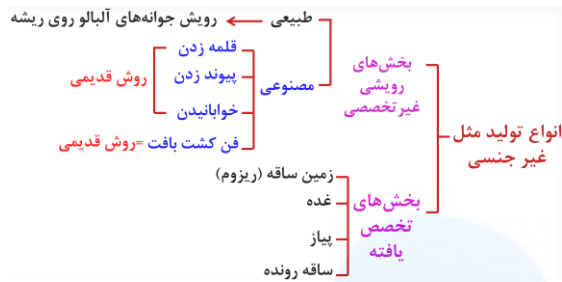 انواع تولید مثل
غیر جنسی
بخش‌های
رویشی
غیرتخصصی
طبیعی
رویش جوانه‌های آلبالو روی ریشه
مصنوعی
قلمه زدن
پیوند زدن
خوابانیدن
روش قدیمی
فن کشت بافت =روش قدیمی
بخش‌های
تخصص
یافته
زمین ساقه (ریزوم)
غده
پیاز
ساقه رونده